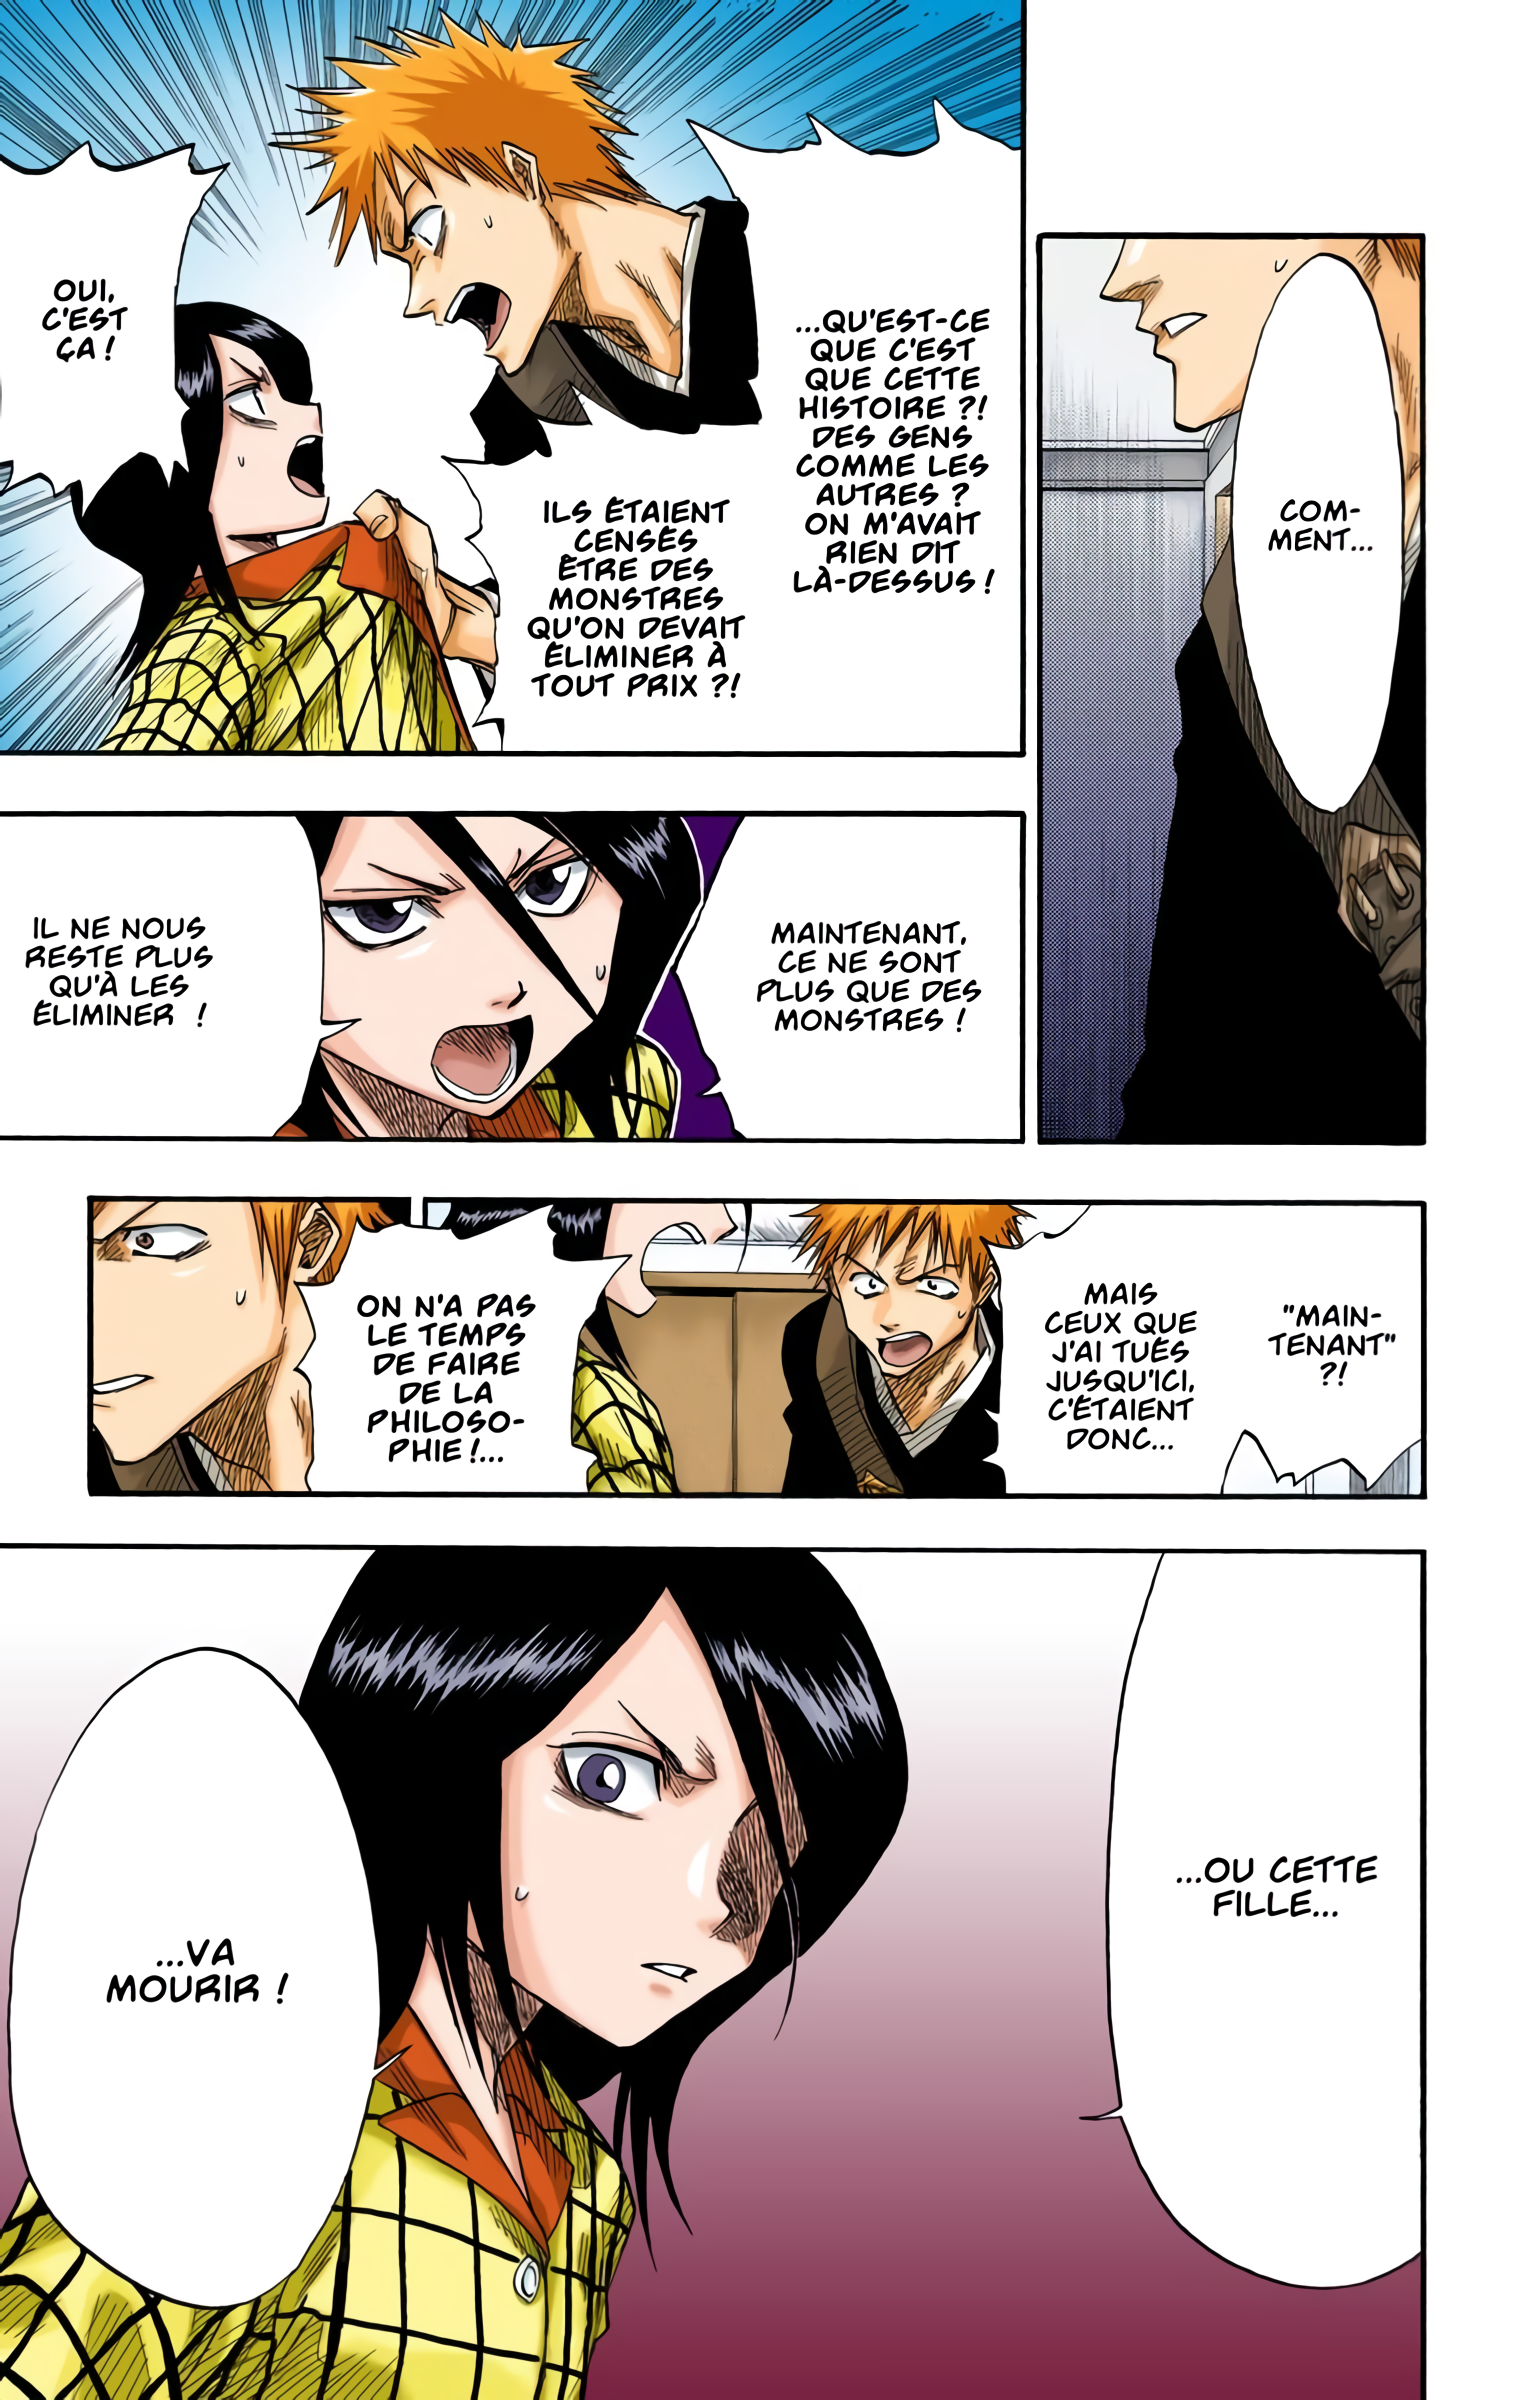 COM-
MENT...
...QU'EST-CE
QUE C'EST
QUE CETTE
HISTOIRE ?!
DES GENS
COMME LES
AUTRES ?
ON M'AVAIT
RIEN DIT
LÀ-DESSUS !
ILS ÉTAIENT
CENSÉS
ÊTRE DES
MONSTRES
QU'ON DEVAIT
ÉLIMINER À
TOUT PRIX ?!
OUI,
C'EST
ÇA !
MAINTENANT,
CE NE SONT
PLUS QUE DES
MONSTRES !
IL NE NOUS
RESTE PLUS
QU'À LES
ÉLIMINER !
"MAIN-
TENANT"
?!
MAIS
CEUX QUE
J'AI TUÉS
JUSQU'ICI,
C'ÉTAIENT
DONC...
ON N'A PAS
LE TEMPS
DE FAIRE
DE LA
PHILOSO-
PHIE !...
...OU CETTE
FILLE...
...VA
MOURIR !